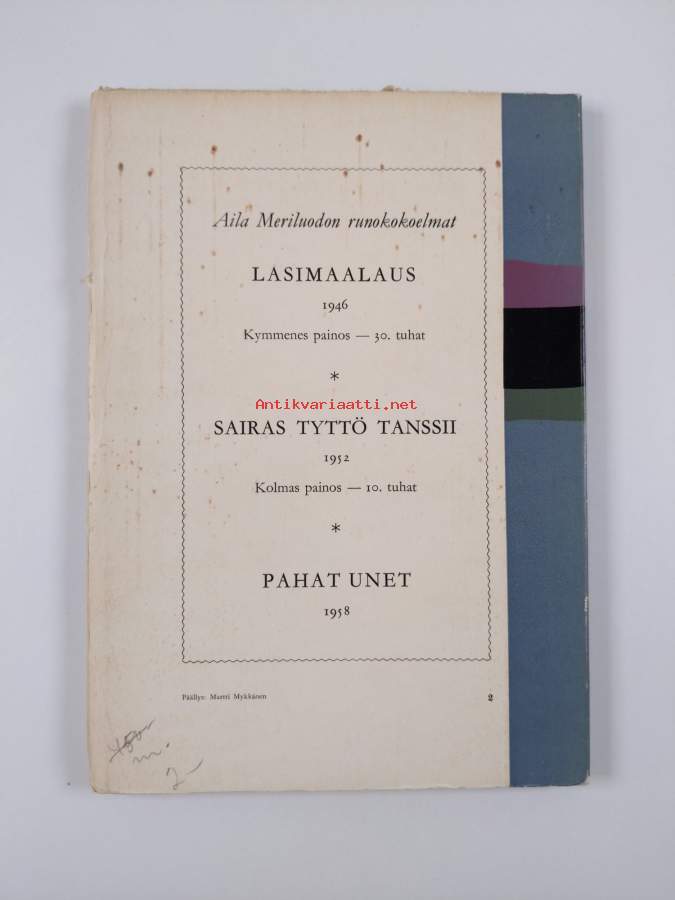 Aila Meriluodon runokokoelmat
LASIMAALAUS
1946
Kymmenes painos — 30. tuhat
*
Antikvariaatti.net
SAIRAS TYTTÖ TANSSII
1952
Kolmas painos — 10. tuhat
*
PAHAT UNET
1958
Päällys: Martti Mykkänen
2